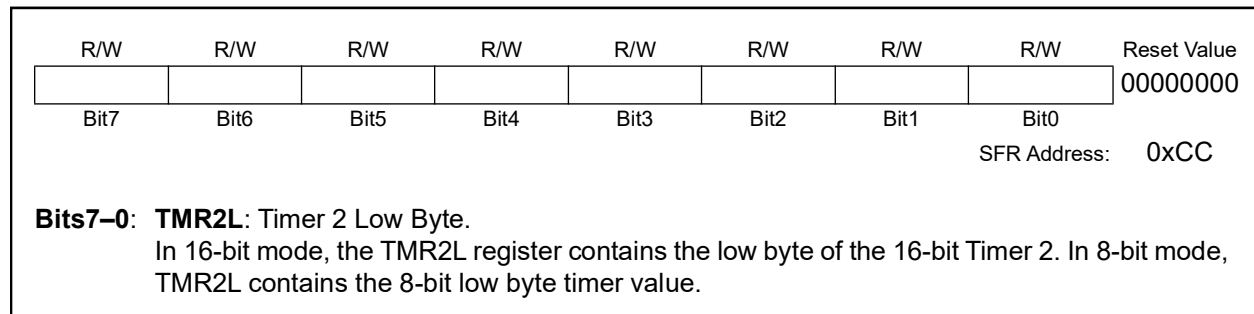 R/W R/W R/W R/W R/W R/W R/W R/W Reset Value
00000000
Bit7 Bit6 Bit5 Bit4 Bit3 Bit2 Bit1 Bit0
SFR Address: 0xCC
Bits7–0: TMR2L: Timer 2 Low Byte.
In 16-bit mode, the TMR2L register contains the low byte of the 16-bit Timer 2. In 8-bit mode,
TMR2L contains the 8-bit low byte timer value.